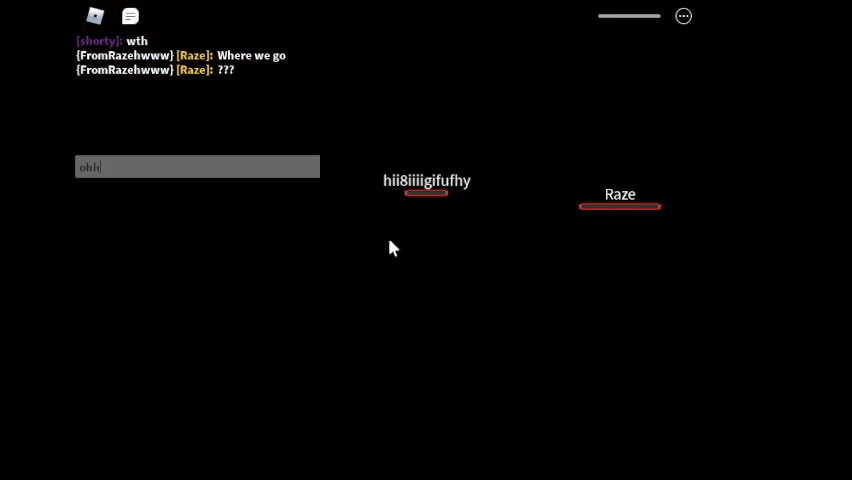 [shorty]: wth
{FromRazehwww} [Raze]: Where we go
{FromRazehwww} [Raze]: ???
ohh
hii8iiiigifufhy
Raze